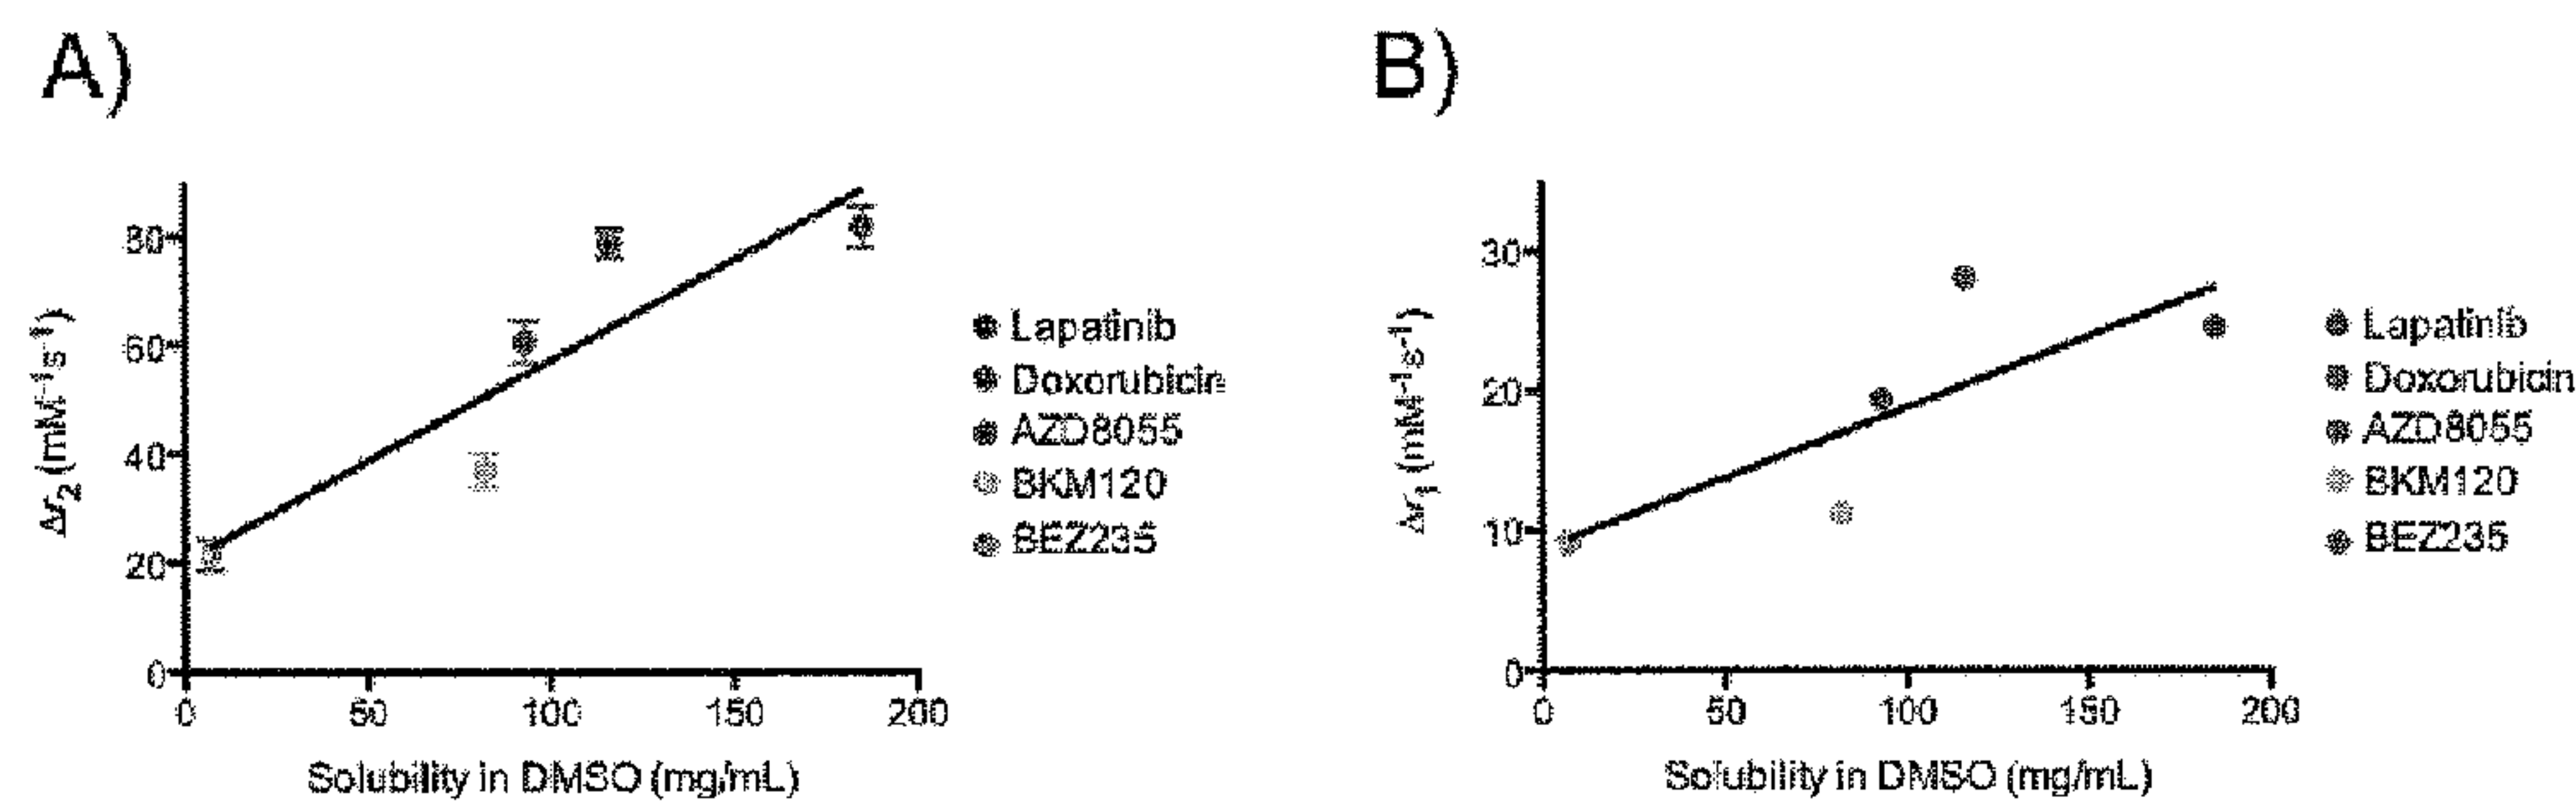 A)
B)
80
60
40
20
0
0 50 100 150 200
Δr2 (mM-1s-1)
Solubility in DMSO (mg/mL)
Lapatinib
Doxorubicin
AZD8055
BKM120
BEZ235
30
20
10
0
0 50 100 150 200
Δr1 (mM-1s-1)
Solubility in DMSO (mg/mL)
Lapatinib
Doxorubicin
AZD8055
BKM120
BEZ235